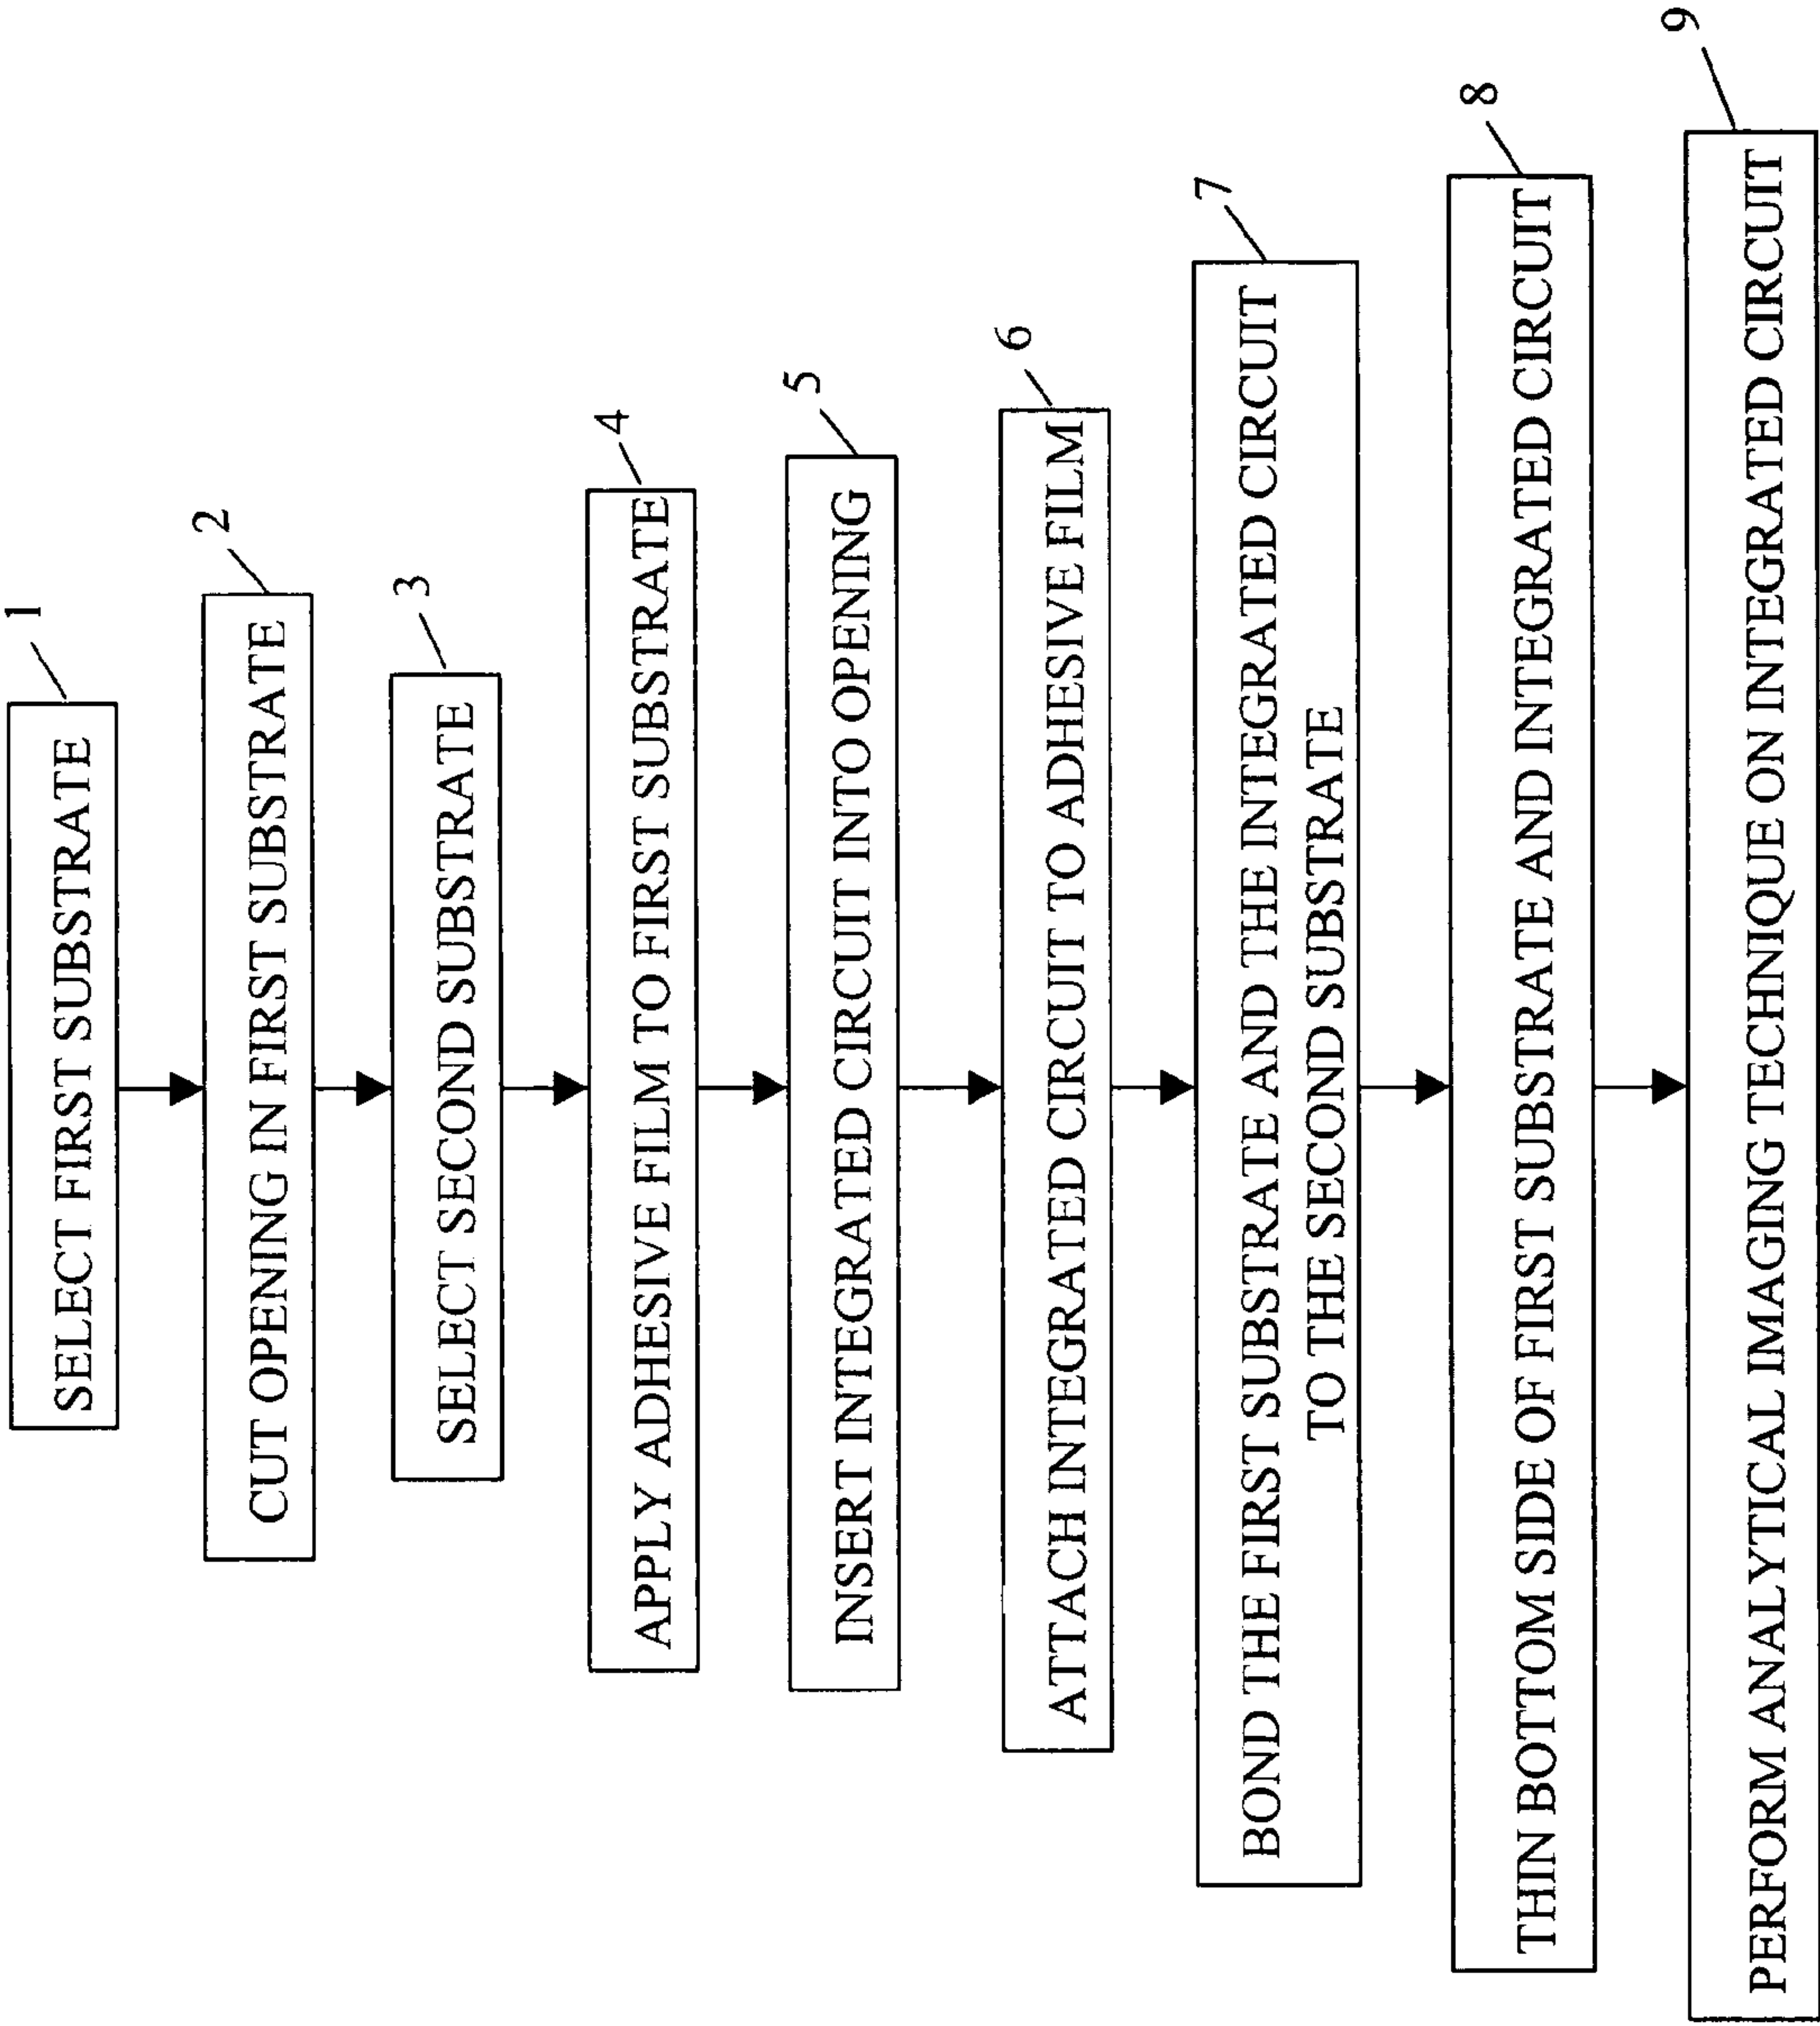 1
SELECT FIRST SUBSTRATE
2
CUT OPENING IN FIRST SUBSTRATE
3
SELECT SECOND SUBSTRATE
4
APPLY ADHESIVE FILM TO FIRST SUBSTRATE
5
INSERT INTEGRATED CIRCUIT INTO OPENING
6
ATTACH INTEGRATED CIRCUIT TO ADHESIVE FILM
7
BOND THE FIRST SUBSTRATE AND THE INTEGRATED CIRCUIT
TO THE SECOND SUBSTRATE
8
THIN BOTTOM SIDE OF FIRST SUBSTRATE AND INTEGRATED CIRCUIT
9
PERFORM ANALYTICAL IMAGING TECHNIQUE ON INTEGRATED CIRCUIT